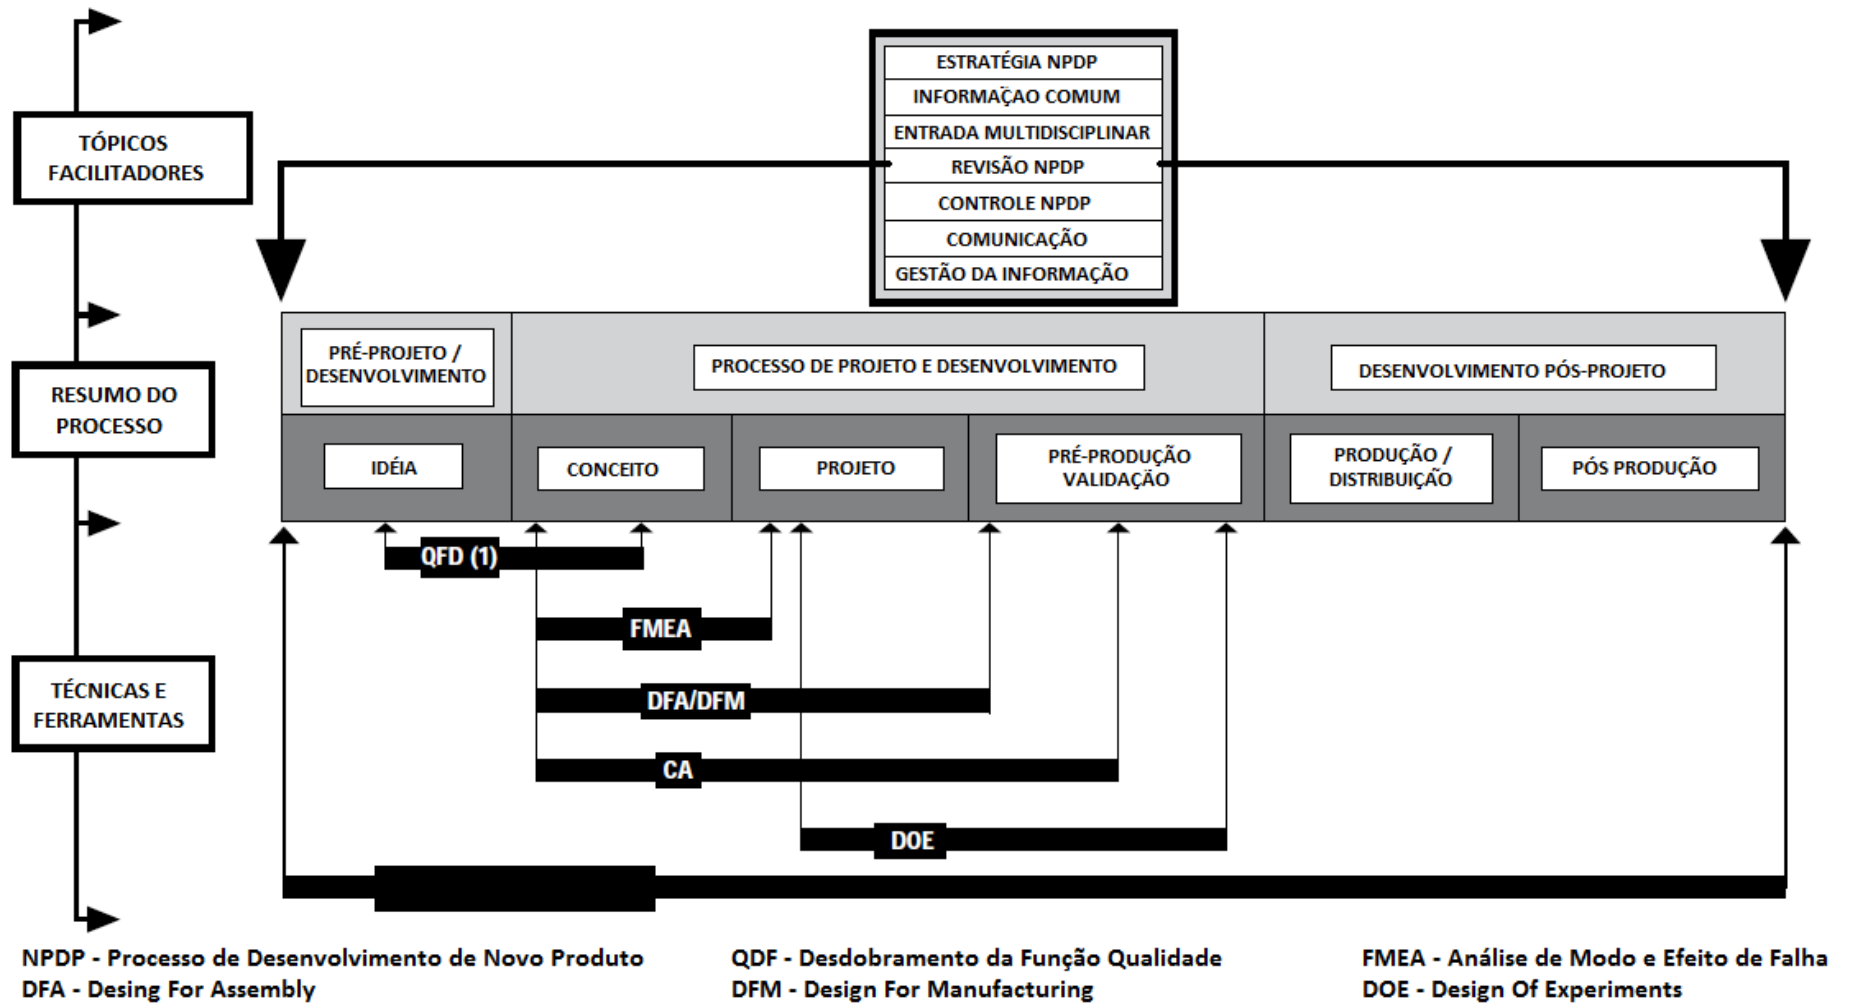 TÓPICOS
FACILITADORES
RESUMO DO
PROCESSO
TÉCNICAS E
FERRAMENTAS
ESTRATÉGIA NPDP
INFORMAÇAO COMUM
ENTRADA MULTIDISCIPLINAR
REVISÃO NPDP
CONTROLE NPDP
COMUNICAÇÃO
GESTÃO DA INFORMAÇÃO
PRÉ-PROJETO /
DESENVOLVIMENTO
PROCESSO DE PROJETO E DESENVOLVIMENTO
DESENVOLVIMENTO PÓS-PROJETO
IDÉIA
CONCEITO
PROJETO
PRÉ-PRODUÇÃO
VALIDAÇÃO
PRODUÇÃO /
DISTRIBUIÇÃO
PÓS PRODUÇÃO
QFD (1)
FMEA
DFA/DFM
CA
DOE
NPDP - Processo de Desenvolvimento de Novo Produto
QDF - Desdobramento da Função Qualidade
FMEA - Análise de Modo e Efeito de Falha
DFA - Desing For Assembly
DFM - Design For Manufacturing
DOE - Design Of Experiments